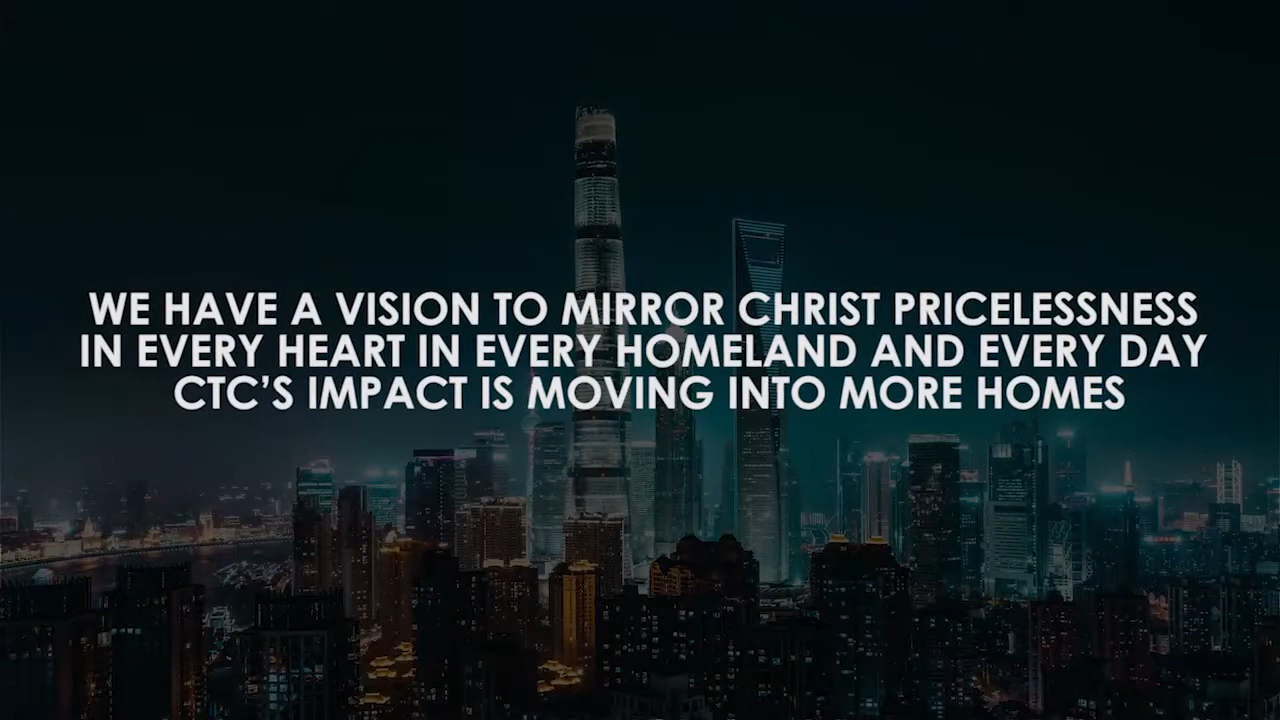 WE HAVE A VISION TO MIRROR CHRIST PRICELESSNESS
IN EVERY HEART IN EVERY HOMELAND AND EVERY DAY
CTC'S IMPACT IS MOVING INTO MORE HOMES